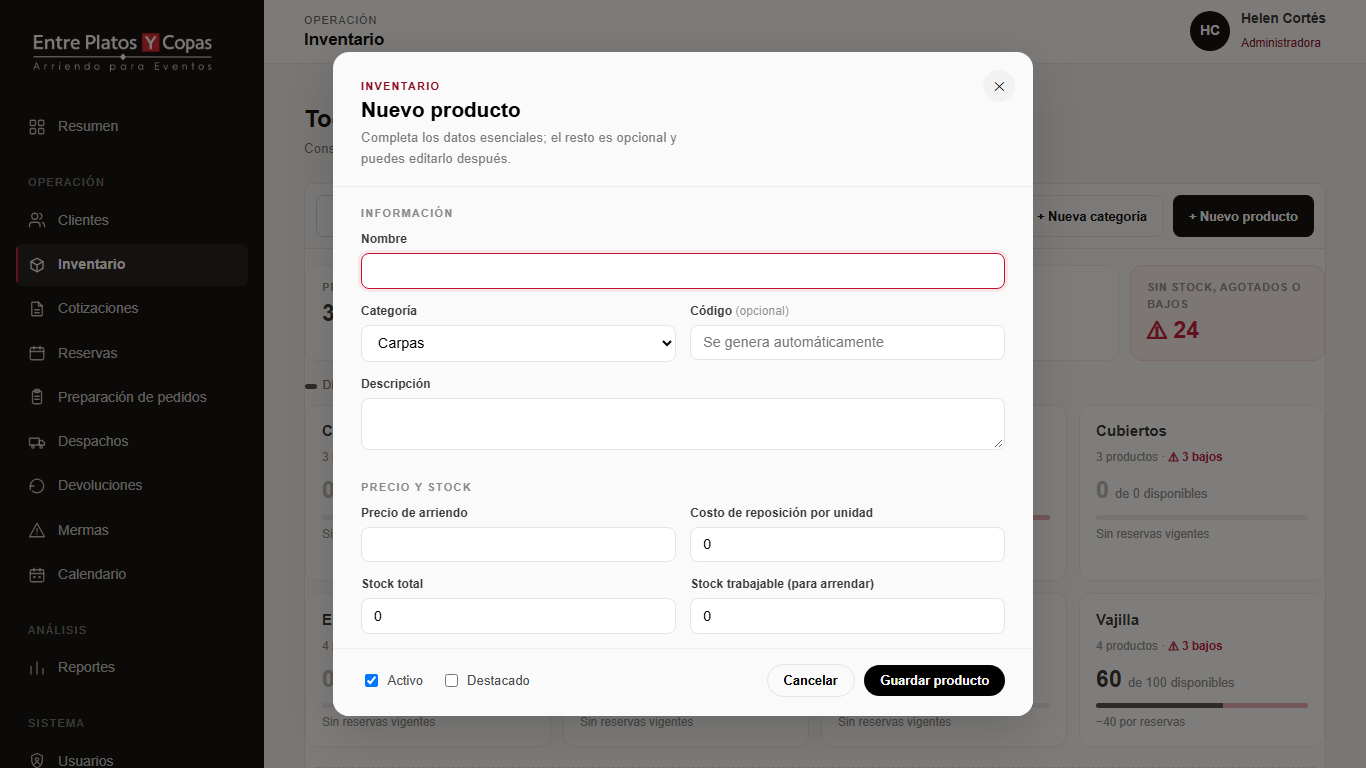 Entre Platos Y Copas
Arriendo para Eventos
Resumen
OPERACIÓN
Clientes
Inventario
Cotizaciones
Reservas
Preparación de pedidos
Despachos
Devoluciones
Mermas
Calendario
ANÁLISIS
Reportes
SISTEMA
Usuarios
OPERACIÓN
Inventario
HC
Helen Cortés
Administradora
INVENTARIO
Nuevo producto
Completa los datos esenciales; el resto es opcional y
puedes editarlo después.
INFORMACIÓN
Nombre
Categoría
Código (opcional)
Carpas
Se genera automáticamente
Descripción
PRECIO Y STOCK
Precio de arriendo
Costo de reposición por unidad
0
Stock total
Stock trabajable (para arrendar)
0
0
Activo
Destacado
Cancelar
Guardar producto
+ Nueva categoría
+ Nuevo producto
SIN STOCK, AGOTADOS O
BAJOS
24
Cubiertos
3 productos · ⚠ 3 bajos
0 de 0 disponibles
Sin reservas vigentes
Vajilla
4 productos · ⚠ 3 bajos
60 de 100 disponibles
−40 por reservas
Sin reservas vigentes
Sin reservas vigentes
Sin reservas vigentes